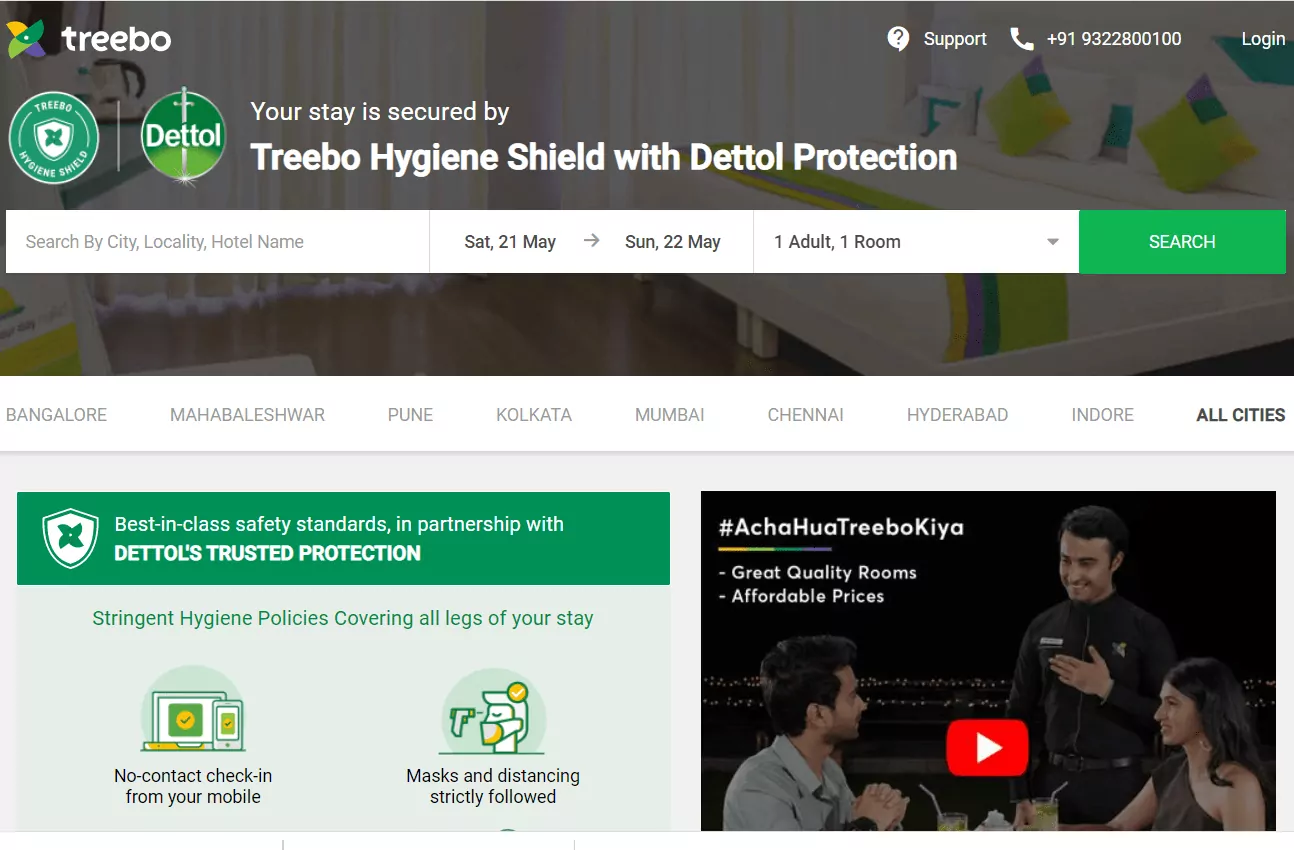 treebo
Support
+91 9322800100
Login
TREEBO
HYGIENE SHIELD
Dettol
Your stay is secured by
Treebo Hygiene Shield with Dettol Protection
Search By City, Locality, Hotel Name
Sat, 21 May
Sun, 22 May
1 Adult, 1 Room
SEARCH
BANGALORE
MAHABALESHWAR
PUNE
KOLKATA
MUMBAI
CHENNAI
HYDERABAD
INDORE
ALL CITIES
Best-in-class safety standards, in partnership with
DETTOL'S TRUSTED PROTECTION
Stringent Hygiene Policies Covering all legs of your stay
No-contact check-in
from your mobile
Masks and distancing
strictly followed
#AchaHuaTreeboKiya
- Great Quality Rooms
- Affordable Prices